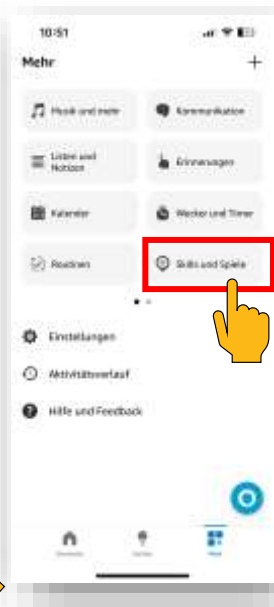 10:51
Mehr
Musik und mehr
Kommunikation
Listen und
Notizen
Erinnerungen
Kalender
Wecker und Timer
Routinen
Skills und Spiele
Einstellungen
Aktivitätsverlauf
Hilfe und Feedback